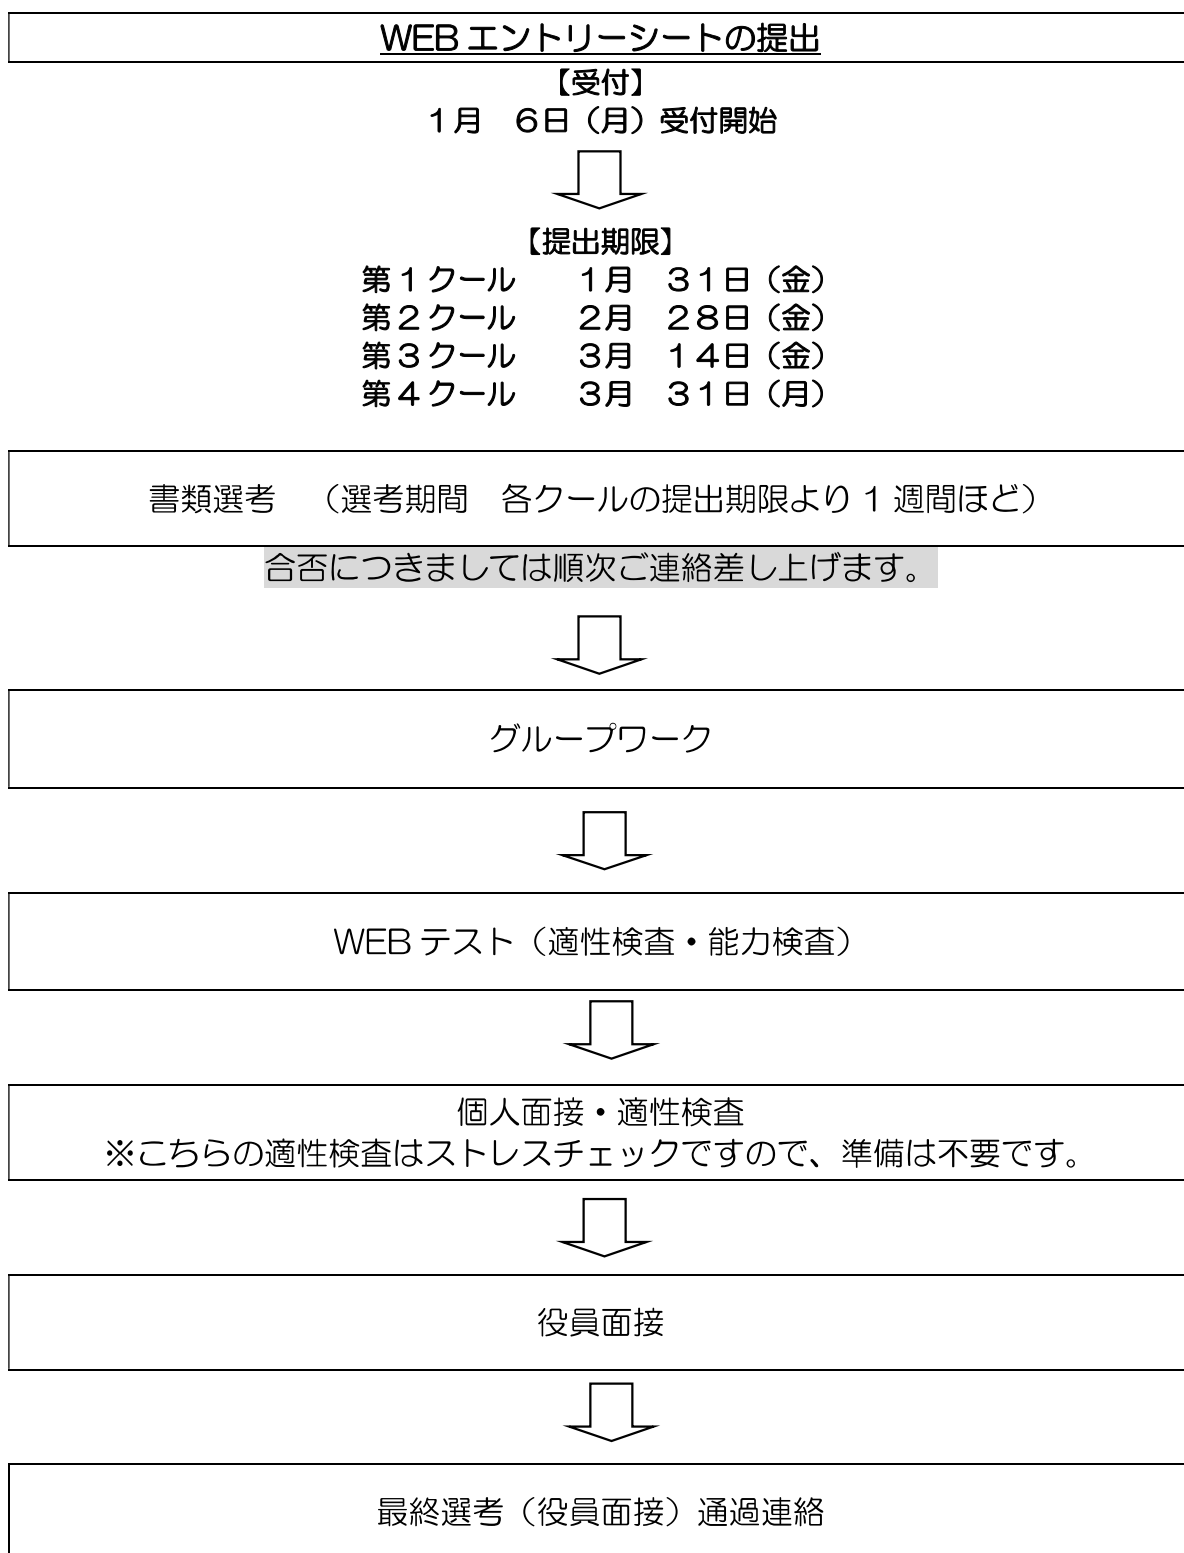 WEBエントリーシートの提出
【受付】
1月　6日（月）受付開始
【提出期限】
第1クール　　1月　31日（金）
第2クール　　2月　28日（金）
第3クール　　3月　14日（金）
第4クール　　3月　31日（月）
書類選考　（選考期間　各クールの提出期限より1週間ほど）
合否につきましては順次ご連絡差し上げます。
グループワーク
WEBテスト（適性検査・能力検査）
個人面接・適性検査
※こちらの適性検査はストレスチェックですので、準備は不要です。
役員面接
最終選考（役員面接）通過連絡